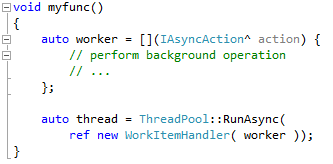 void myfunc()
{
    auto worker = [](IAsyncAction^ action) {
        // perform background operation
        // ...
    };

    auto thread = ThreadPool::RunAsync(
        ref new WorkItemHandler( worker ));
}